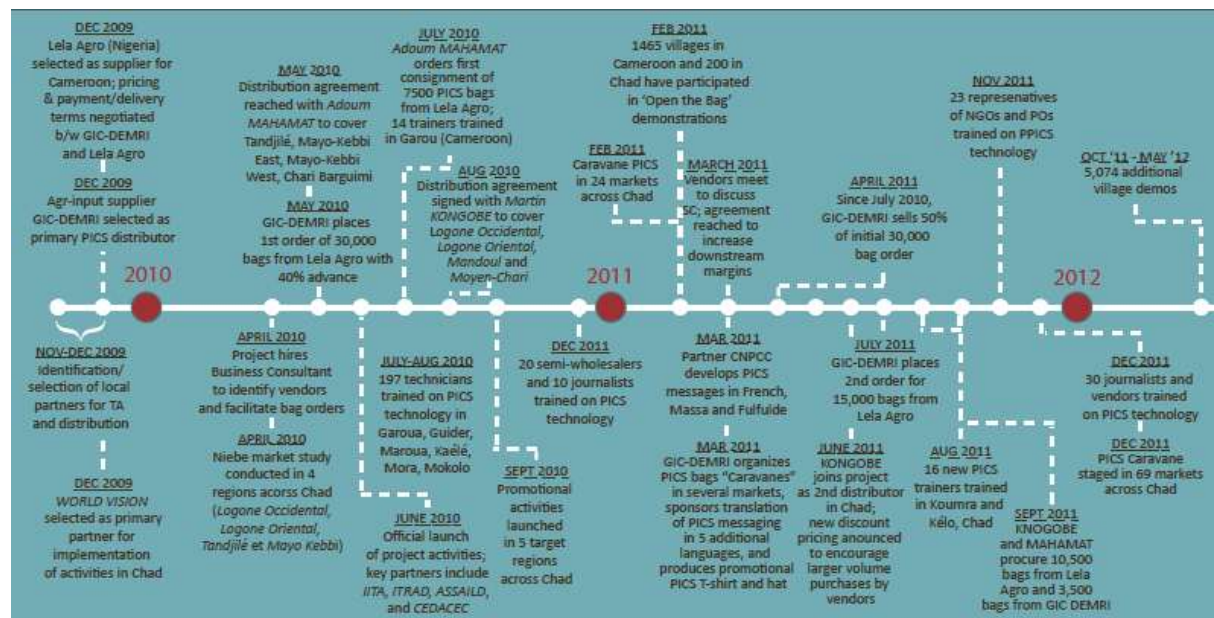 DEC 2009
Lela Agro (Nigeria)
selected as supplier for
Cameroon; pricing
& payment/delivery
terms negotiated
b/w GIC-DEMRI
and Lela Agro
DEC 2009
Agr-input supplier
GIC-DEMRI selected as
primary PICS distributor
MAY 2010
Distribution agreement
reached with Adoum
MAHAMAT to cover
Tandjilé, Mayo-Kebbi
East, Mayo-Kebbi
West, Chari Barguimi
MAY 2010
GIC-DEMRI places
1st order of 30,000
bags from Lela Agro with
40% advance
JULY 2010
Adoum MAHAMAT
orders first
consignment of
7500 PICS bags
from Lela Agro;
14 trainers trained
in Garou (Cameroon)
AUG 2010
Distribution agreement
signed with Martin
KONGOBE to cover
Logone Occidental,
Logone Oriental,
Mandoul and
Moyen-Chari
FEB 2011
1465 villages in
Cameroon and 200 in
Chad have participated
in 'Open the Bag'
demonstrations
FEB 2011
Caravane PICS
in 24 markets
across Chad
MARCH 2011
Vendors meet
to discuss
SC; agreement
reached to
increase
downstream
margins
APRIL 2011
Since July 2010,
GIC-DEMRI sells 50%
of initial 30,000
bag order
NOV 2011
23 represenatives
of NGOs and POs
trained on PPICS
technology
OCT '11 - MAY '12
5,074 additional
village demos
2010
2011
2012
NOV-DEC 2009
Identification/
selection of local
partners for TA
and distribution
DEC 2009
WORLD VISION
selected as primary
partner for
implementation
of activities in Chad
APRIL 2010
Project hires
Business Consultant
to identify vendors
and facilitate bag orders
APRIL 2010
Niebe market study
conducted in 4
regions acorss Chad
(Logone Occidental,
Logone Oriental,
Tandjilé et Mayo Kebbi)
JULY-AUG 2010
197 technicians
trained on PICS
technology in
Garoua, Guider,
Maroua, Kaélé,
Mora, Mokolo
JUNE 2010
Official launch
of project activities;
key partners include
IITA, ITRAD, ASSAILD,
and CEDACEC
SEPT 2010
Promotional
activities
launched
in 5 target
regions
across Chad
DEC 2011
20 semi-wholesalers
and 10 journalists
trained on PICS
technology
MAR 2011
Partner CNPCC
develops PICS
messages in French,
Massa and Fulfulde
MAR 2011
GIC-DEMRI organizes
PICS bags "Caravanes"
in several markets,
sponsors translation
of PICS messaging
in 5 additional
languages, and
produces promotional
PICS T-shirt and hat
JULY 2011
GIC-DEMRI places
2nd order for
15,000 bags from
Lela Agro
JUNE 2011
KONGOBE
joins project
as 2nd distributor
in Chad;
new discount
pricing anounced
to encourage
larger volume
purchases by
vendors
AUG 2011
16 new PICS
trainers trained
in Koumra and
Kélo, Chad
SEPT 2011
KNOGOBE
and MAHAMAT
procure 10,500
bags from Lela
Agro and 3,500
bags from GIC DEMRI
DEC 2011
30 journalists and
vendors trained
on PICS technology
DEC 2011
PICS Caravane
staged in 69 markets
across Chad